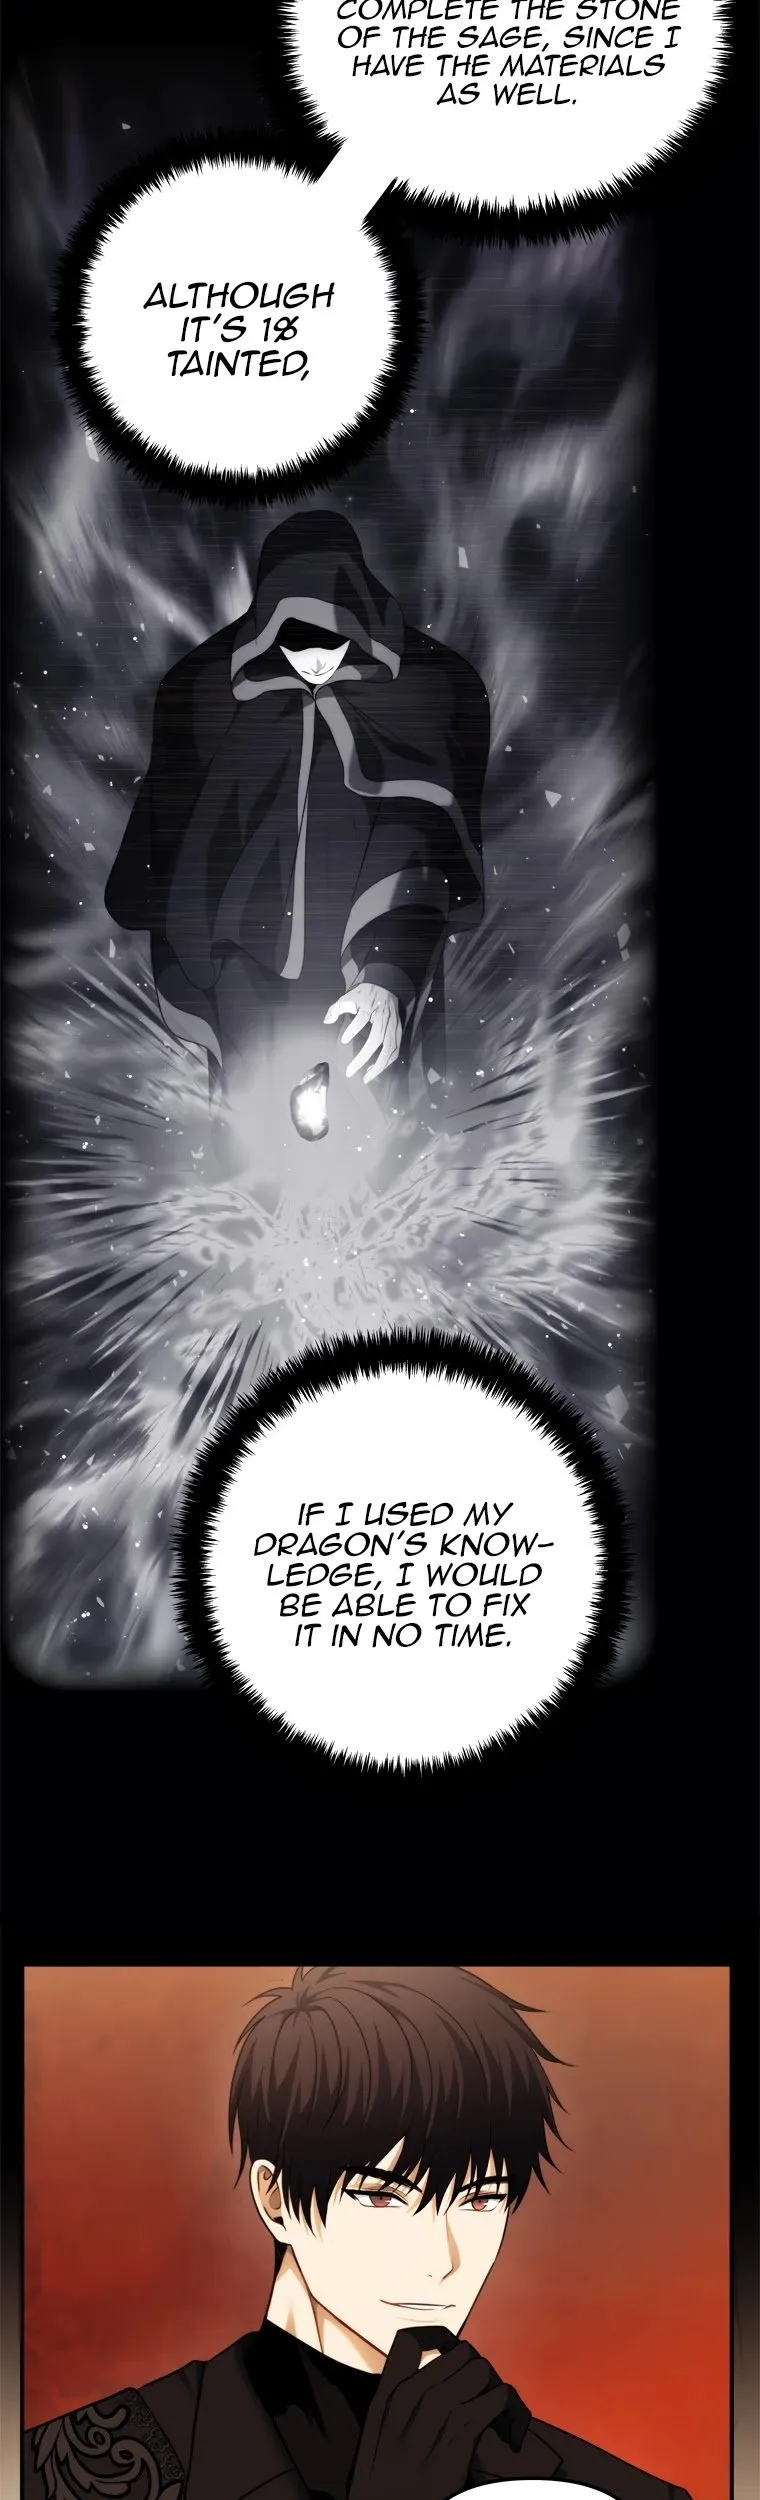 COMPLETE THE STONE
OF THE SAGE, SINCE I
HAVE THE MATERIALS
AS WELL.
ALTHOUGH
IT'S 1%
TAINTED,
IF I USED MY
DRAGON'S KNOW-
LEDGE, I WOULD
BE ABLE TO FIX
IT IN NO TIME.